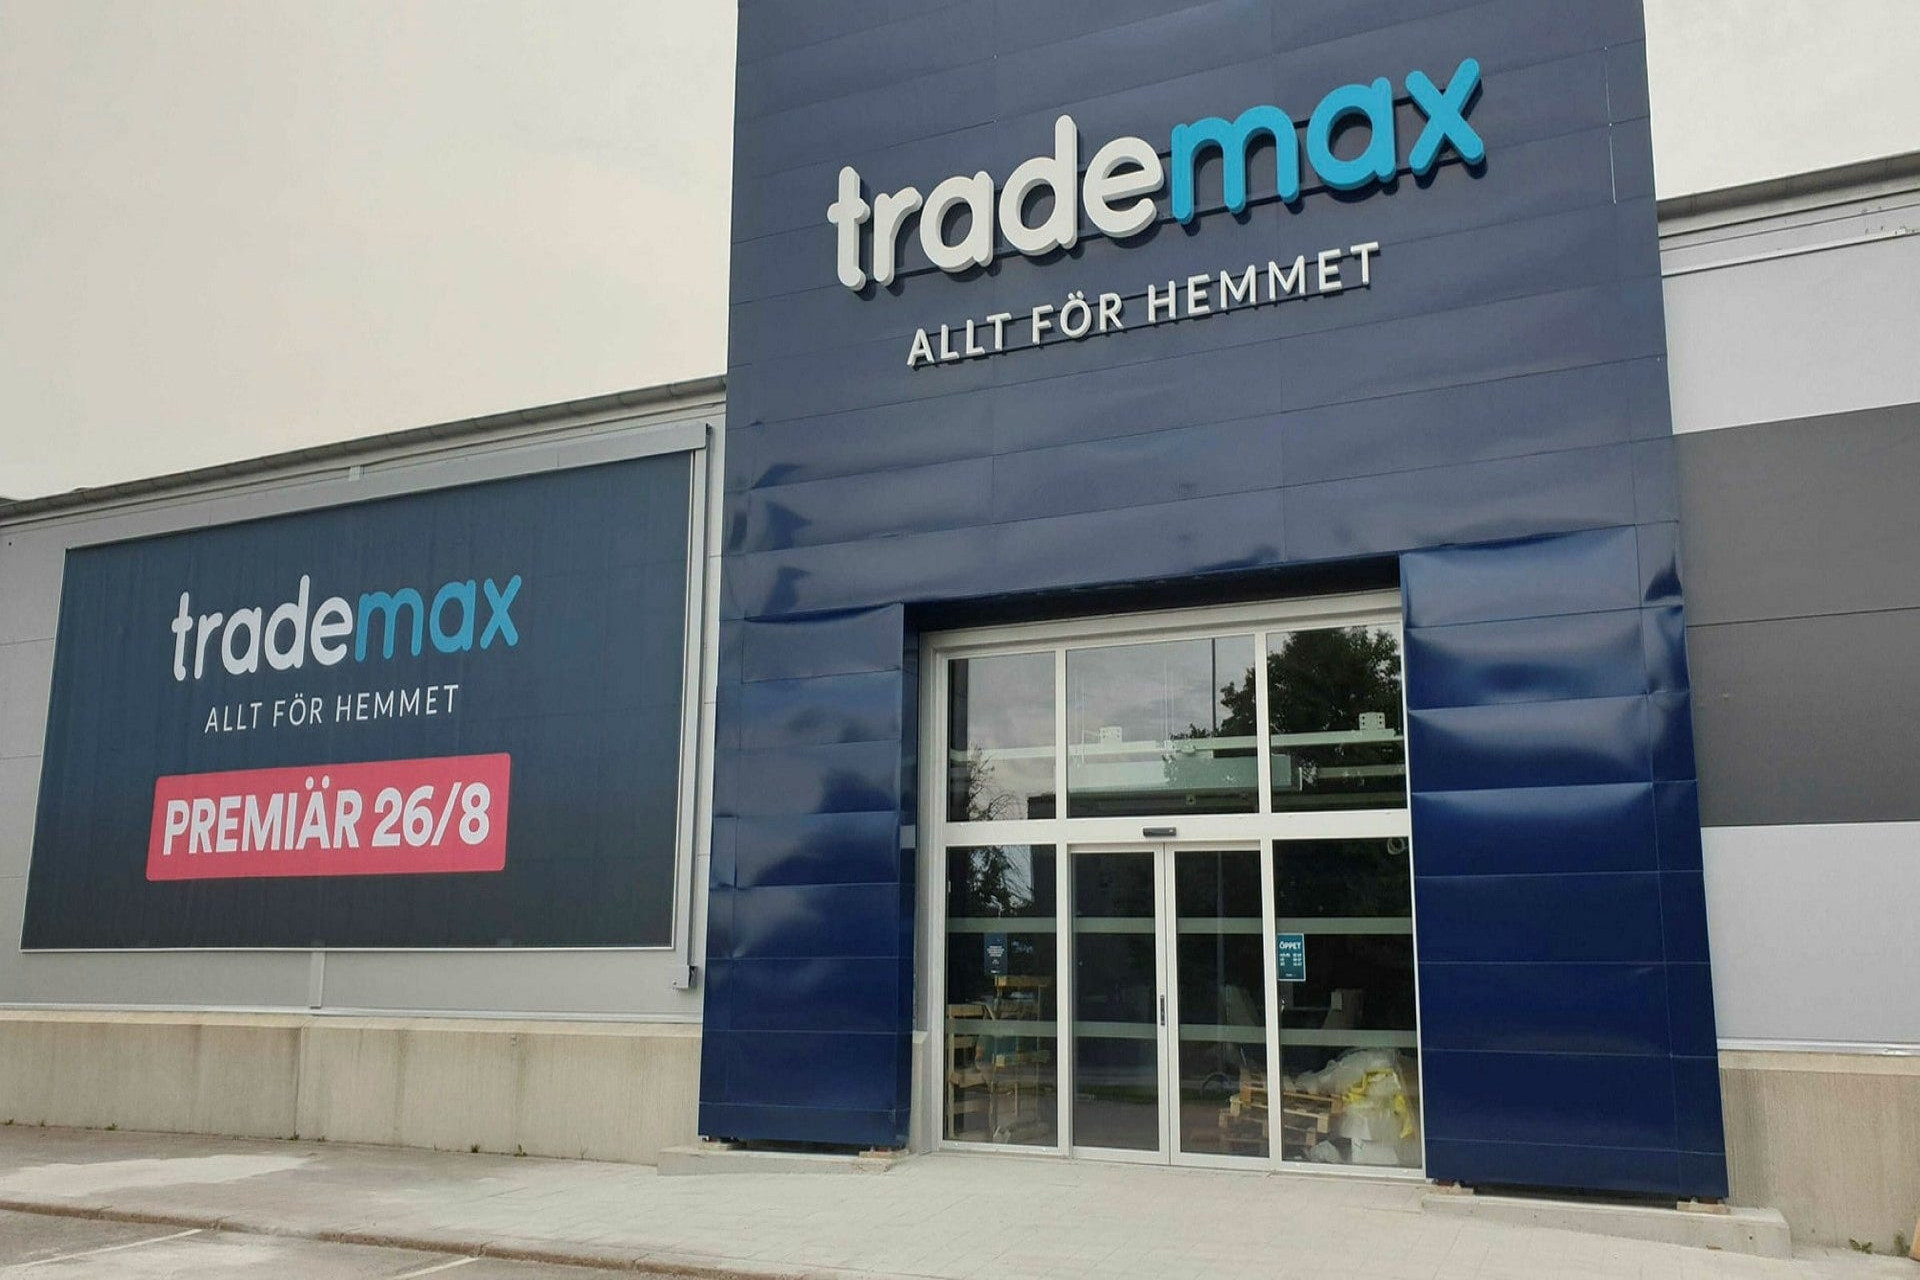 trademax
ALLT FÖR HEMMET
trademax
ALLT FÖR HEMMET
PREMIÄR 26/8
ÖPPET